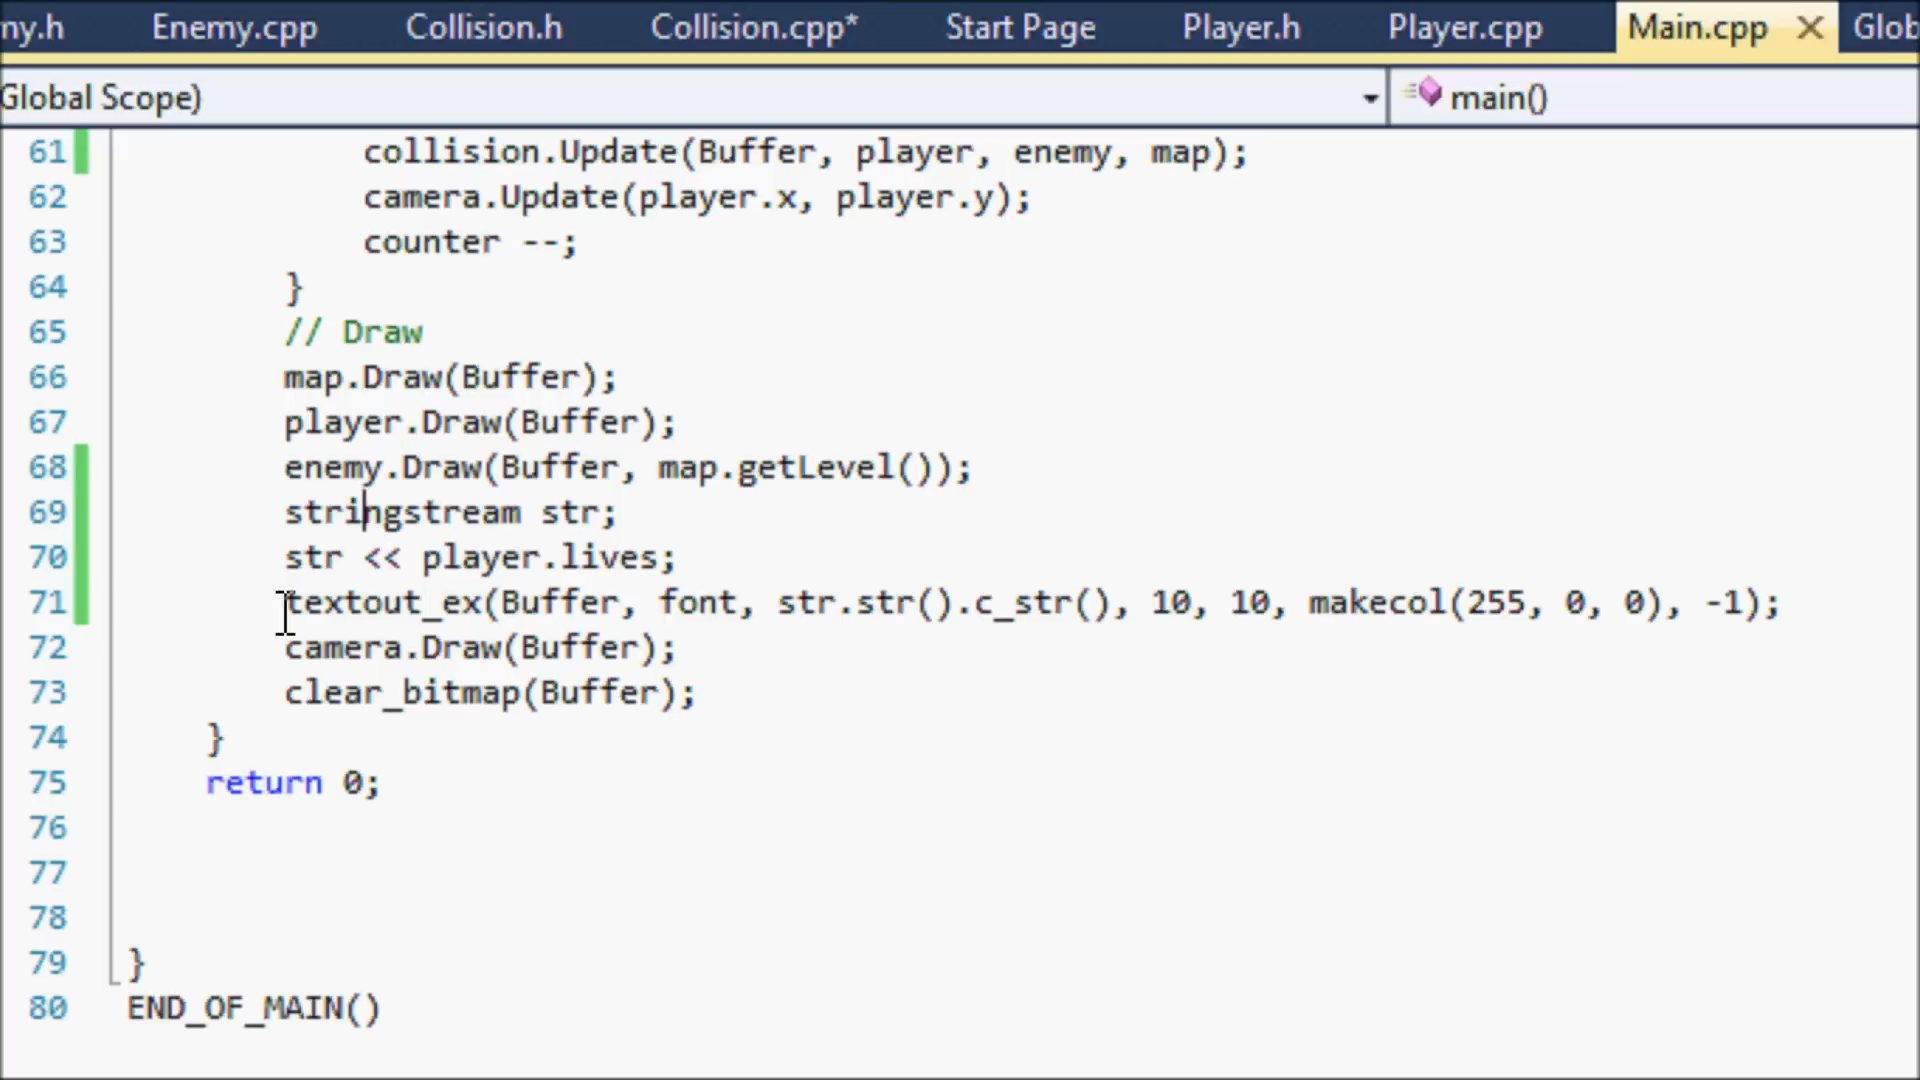 my.h Enemy.cpp Collision.h Collision.cpp* Start Page Player.h Player.cpp Main.cpp Glob
Global Scope) main()
61 collision.Update(Buffer, player, enemy, map);
62 camera.Update(player.x, player.y);
63 counter --;
64 }
65 // Draw
66 map.Draw(Buffer);
67 player.Draw(Buffer);
68 enemy.Draw(Buffer, map.getLevel());
69 stringstream str;
70 str << player.lives;
71 textout_ex(Buffer, font, str.str().c_str(), 10, 10, makecol(255, 0, 0), -1);
72 camera.Draw(Buffer);
73 clear_bitmap(Buffer);
74 }
75 return 0;
76
77
78
79 }
80 END_OF_MAIN()